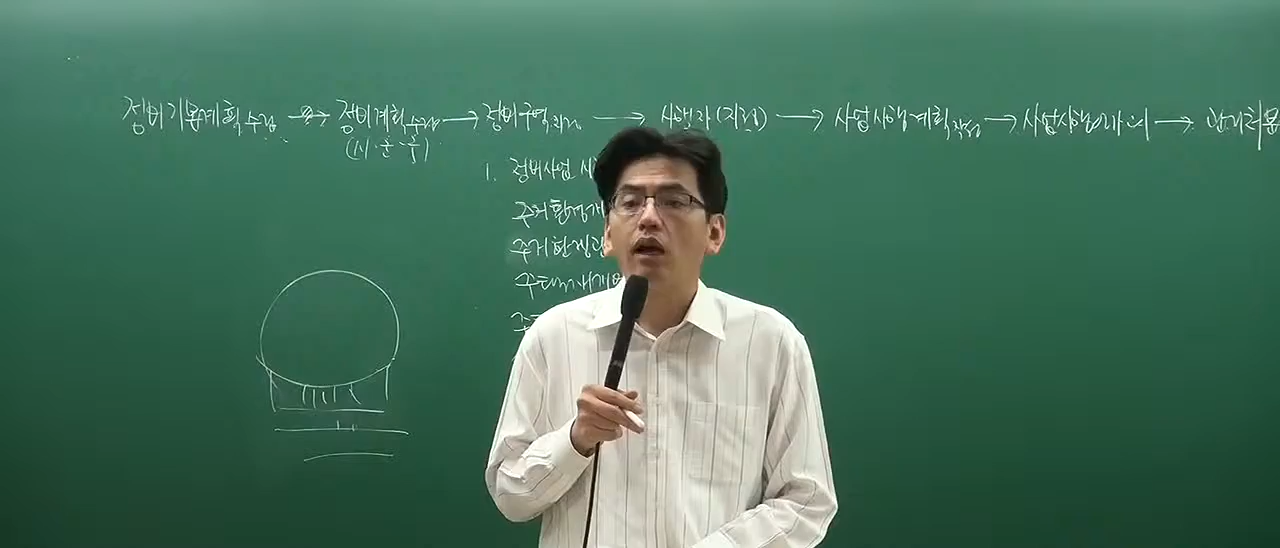 정비기본계획수립 → 정비계획수립 → 정비구역지정 → 시행자(지정) → 사업시행계획작성 → 사업시행인가 → 관리처분
(시·군·구)
1. 정비사업 시
주거환경개
주거환경관
주택재개발
주